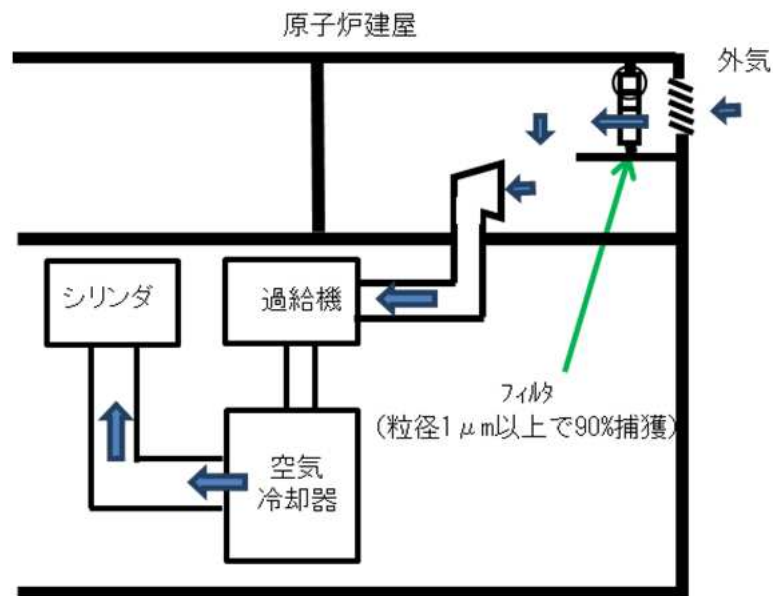 原子炉建屋
外気
シリンダ
過給機
フィルタ
(粒径1μm以上で90%捕獲)
空気
冷却器